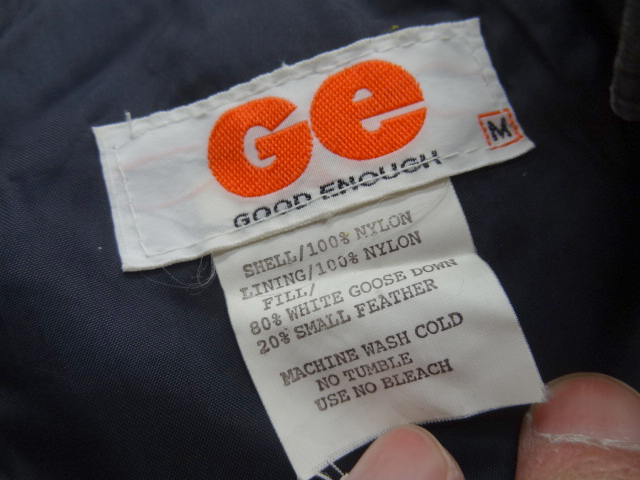 Ge
GOOD ENOUGH
M
SHELL/100% NYLON
LINING/100% NYLON
FILL/
80% WHITE GOOSE DOWN
20% SMALL FEATHER
MACHINE WASH COLD
NO TUMBLE
USE NO BLEACH